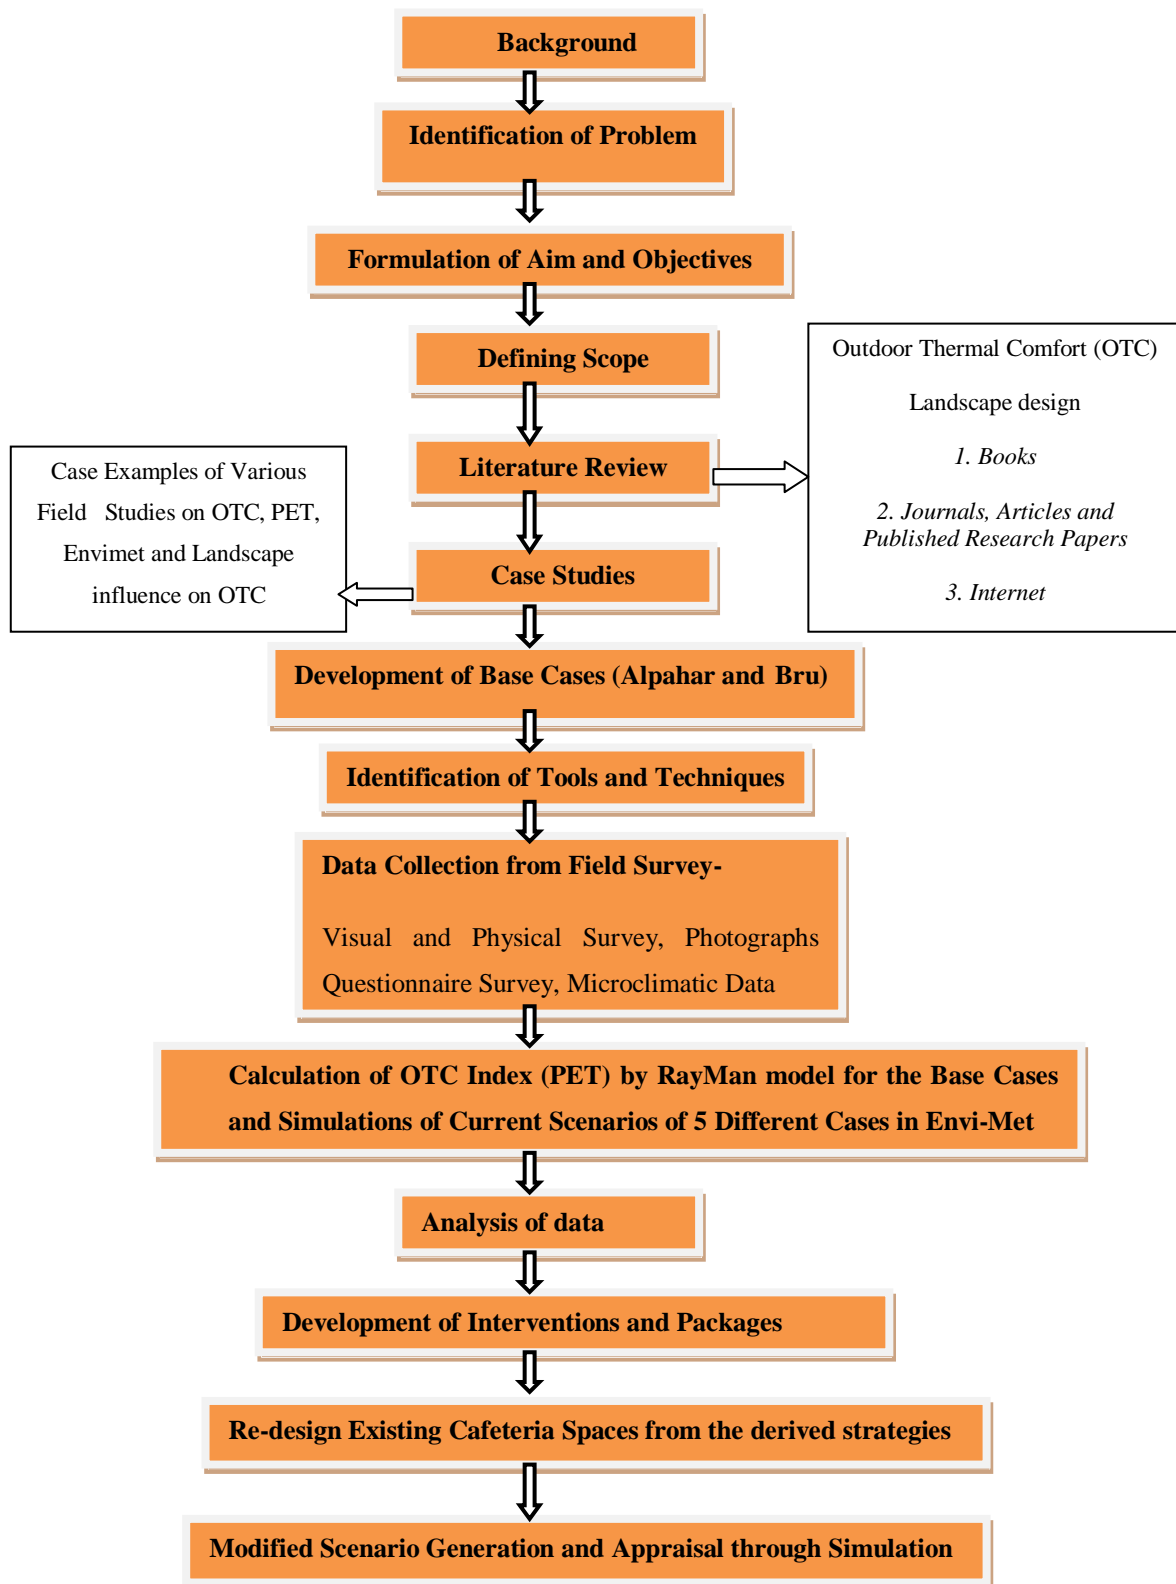 Background
Identification of Problem
Formulation of Aim and Objectives
Defining Scope
Outdoor Thermal Comfort (OTC)
Landscape design
1. Books
2. Journals, Articles and
Published Research Papers
3. Internet
Literature Review
Case Examples of Various
Field Studies on OTC, PET,
Envimet and Landscape
influence on OTC
Case Studies
Development of Base Cases (Alpahar and Bru)
Identification of Tools and Techniques
Data Collection from Field Survey-
Visual and Physical Survey, Photographs
Questionnaire Survey, Microclimatic Data
Calculation of OTC Index (PET) by RayMan model for the Base Cases
and Simulations of Current Scenarios of 5 Different Cases in Envi-Met
Analysis of data
Development of Interventions and Packages
Re-design Existing Cafeteria Spaces from the derived strategies
Modified Scenario Generation and Appraisal through Simulation